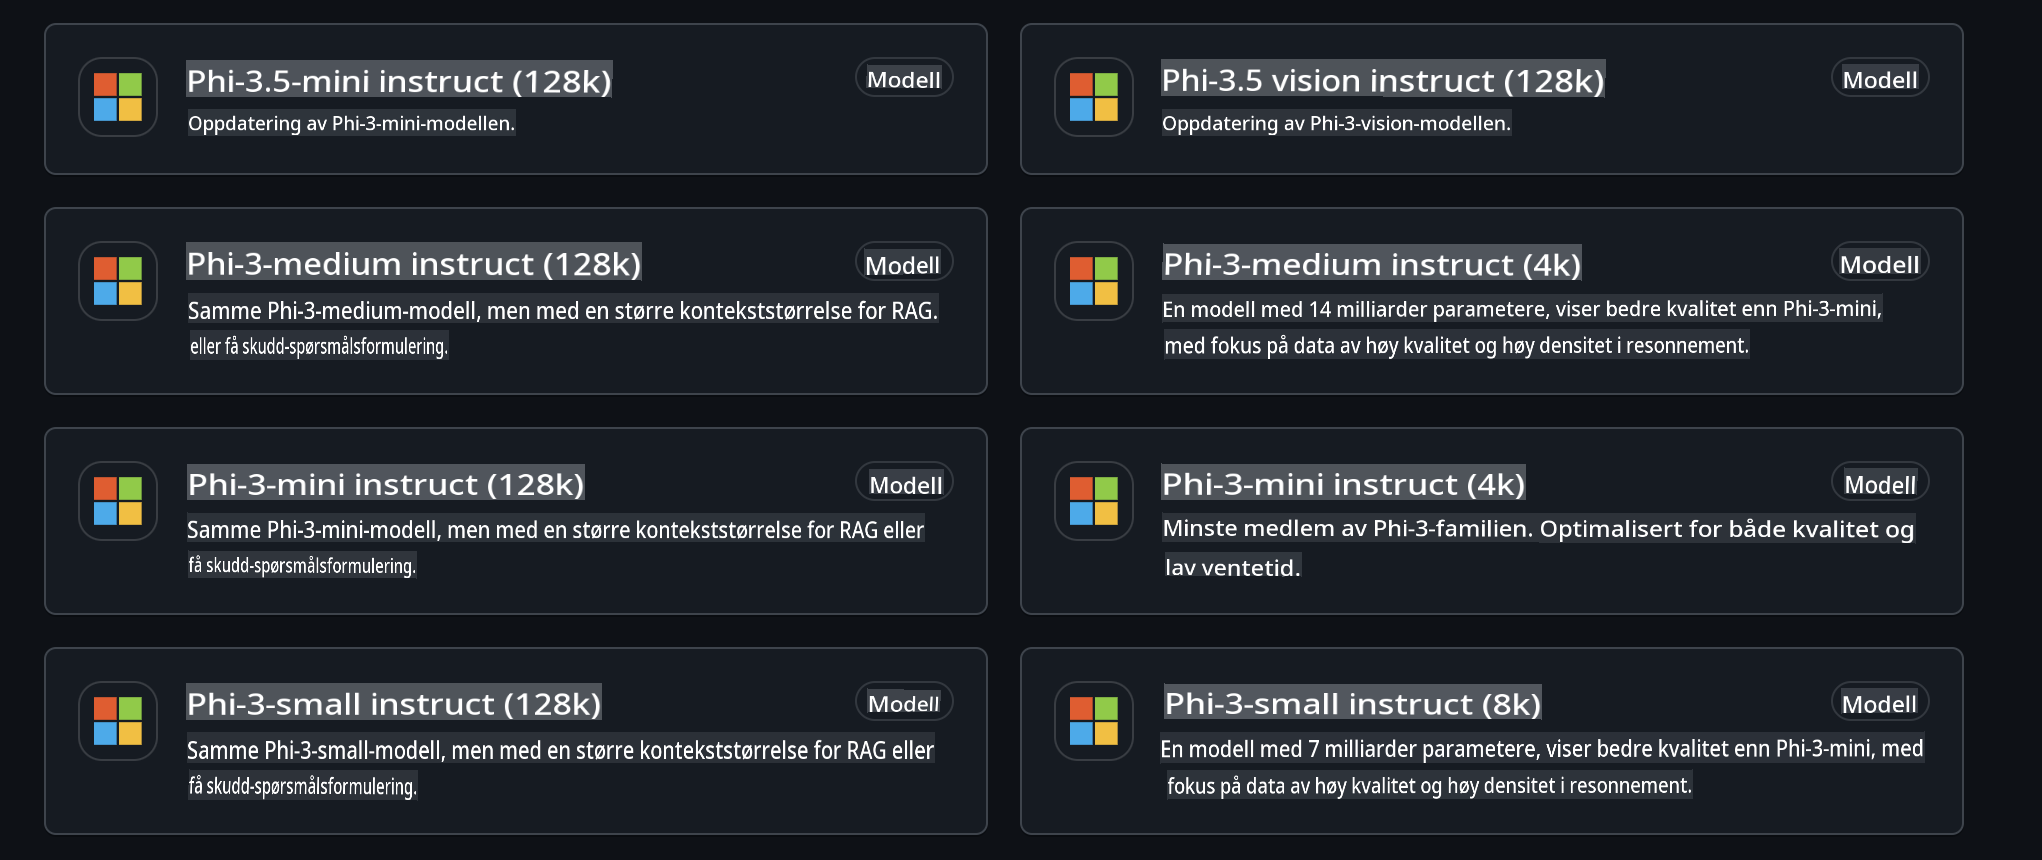 Phi-3.5-mini instruct (128k)
Modell
Oppdatering av Phi-3-mini-modellen.
Phi-3.5 vision instruct (128k)
Modell
Oppdatering av Phi-3-vision-modellen.
Phi-3-medium instruct (128k)
Modell
Samme Phi-3-medium-modell, men med en større kontekststørrelse for RAG.
eller få skudd-spørsmålsformulering.
Phi-3-medium instruct (4k)
Modell
En modell med 14 milliarder parametere, viser bedre kvalitet enn Phi-3-mini,
med fokus på data av høy kvalitet og høy densitet i resonnement.
Phi-3-mini instruct (128k)
Modell
Samme Phi-3-mini-modell, men med en større kontekststørrelse for RAG eller
få skudd-spørsmålsformulering.
Phi-3-mini instruct (4k)
Modell
Minste medlem av Phi-3-familien. Optimalisert for både kvalitet og
lav ventetid.
Phi-3-small instruct (128k)
Modell
Samme Phi-3-small-modell, men med en større kontekststørrelse for RAG eller
få skudd-spørsmålsformulering.
Phi-3-small instruct (8k)
Modell
En modell med 7 milliarder parametere, viser bedre kvalitet enn Phi-3-mini, med
fokus på data av høy kvalitet og høy densitet i resonnement.